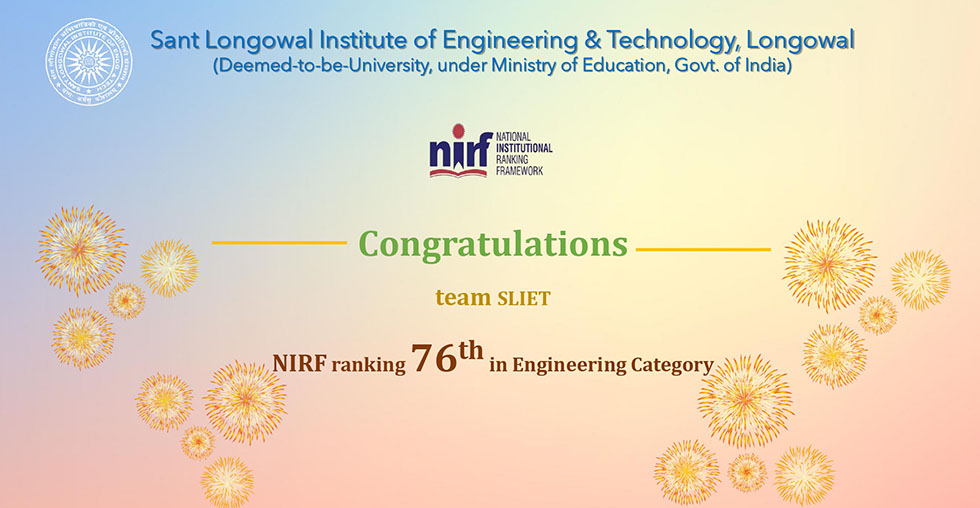 Sant Longowal Institute of Engineering & Technology, Longowal
(Deemed-to-be-University, under Ministry of Education, Govt. of India)
nirf
NATIONAL
INSTITUTIONAL
RANKING
FRAMEWORK
Congratulations
team SLIET
NIRF ranking 76th in Engineering Category